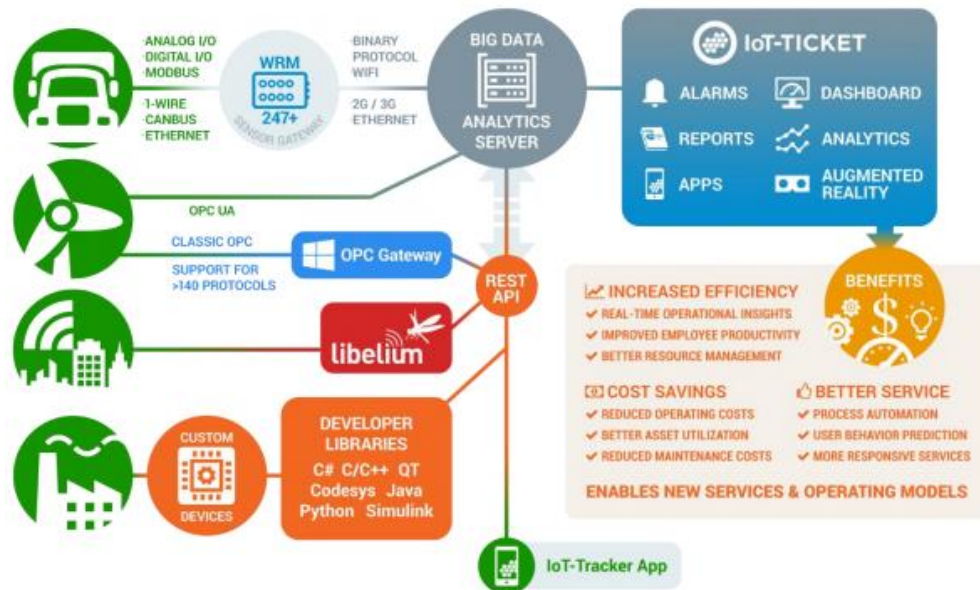 ·ANALOG I/O
·DIGITAL I/O
·MODBUS
·1-WIRE
·CANBUS
·ETHERNET
WRM
247+
SENSOR GATEWAY
·BINARY
PROTOCOL
·WIFI
2G / 3G
ETHERNET
BIG DATA
ANALYTICS
SERVER
IoT-TICKET
ALARMS
DASHBOARD
REPORTS
ANALYTICS
APPS
AUGMENTED
REALITY
OPC UA
CLASSIC OPC
SUPPORT FOR
>140 PROTOCOLS
OPC Gateway
REST
API
libelium
CUSTOM
DEVICES
DEVELOPER
LIBRARIES
C# C/C++ QT
Codesys Java
Python Simulink
IoT-Tracker App
BENEFITS
$
INCREASED EFFICIENCY
✓ REAL-TIME OPERATIONAL INSIGHTS
✓ IMPROVED EMPLOYEE PRODUCTIVITY
✓ BETTER RESOURCE MANAGEMENT
COST SAVINGS
✓ REDUCED OPERATING COSTS
✓ BETTER ASSET UTILIZATION
✓ REDUCED MAINTENANCE COSTS
BETTER SERVICE
✓ PROCESS AUTOMATION
✓ USER BEHAVIOR PREDICTION
✓ MORE RESPONSIVE SERVICES
ENABLES NEW SERVICES & OPERATING MODELS